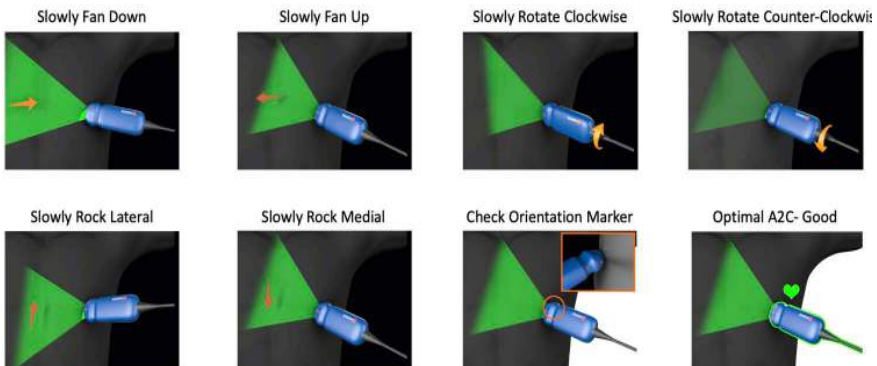 Slowly Fan Down
Slowly Fan Up
Slowly Rotate Clockwise
Slowly Rotate Counter-Clockwis
Slowly Rock Lateral
Slowly Rock Medial
Check Orientation Marker
Optimal A2C- Good